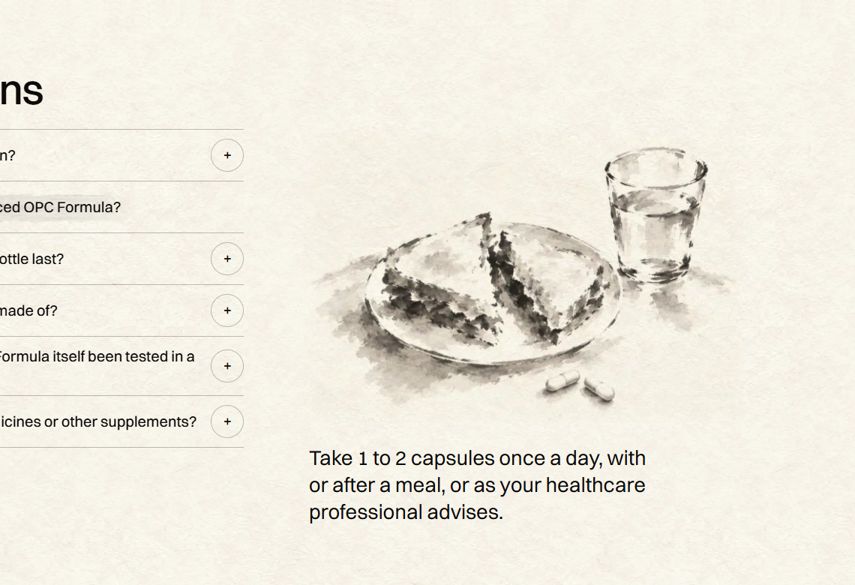 ns
n?
ced OPC Formula?
ottle last?
made of?
Formula itself been tested in a
icines or other supplements?
Take 1 to 2 capsules once a day, with
or after a meal, or as your healthcare
professional advises.